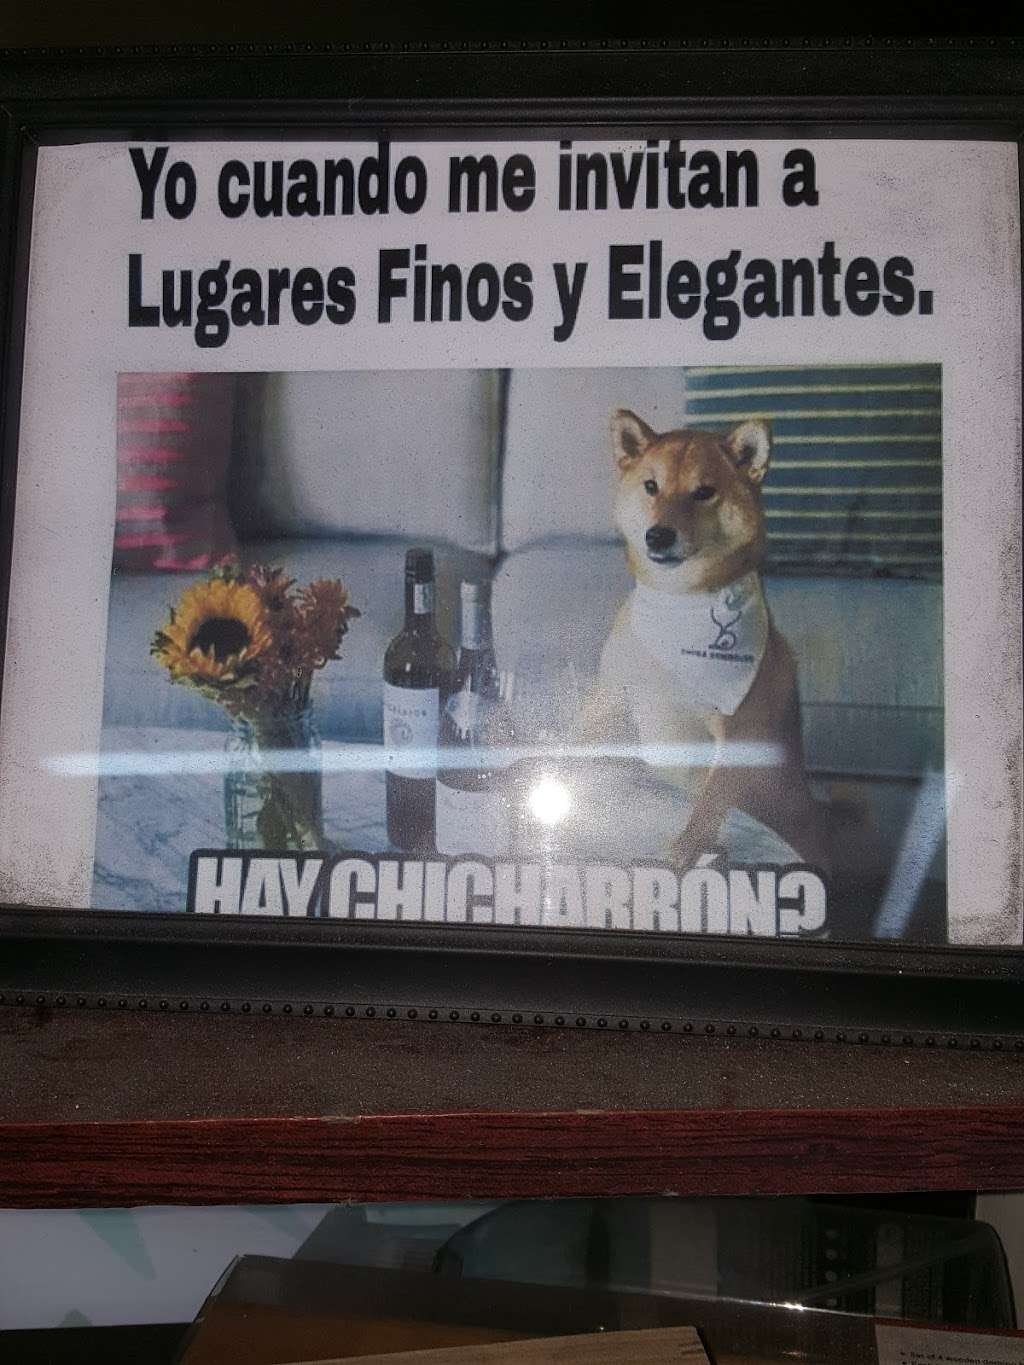 Yo cuando me invitan a
Lugares Finos y Elegantes.
HAY CHICHARRÓN?